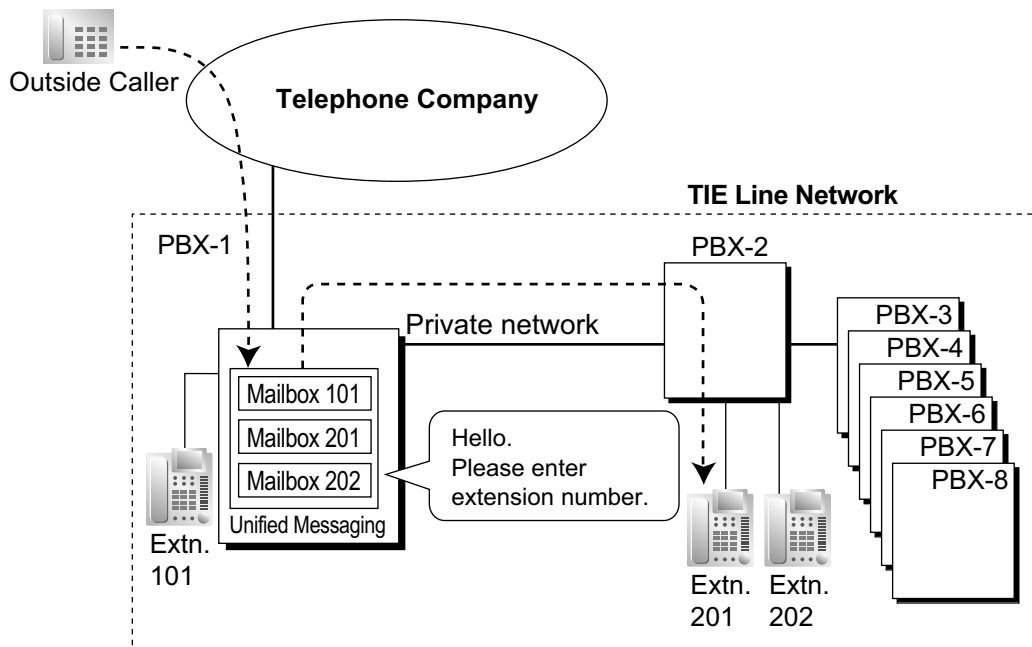 Outside Caller
Telephone Company
TIE Line Network
PBX-1
PBX-2
Private network
PBX-3
PBX-4
PBX-5
PBX-6
PBX-7
PBX-8
Mailbox 101
Mailbox 201
Mailbox 202
Unified Messaging
Hello.
Please enter
extension number.
Extn.
101
Extn.
201
Extn.
202